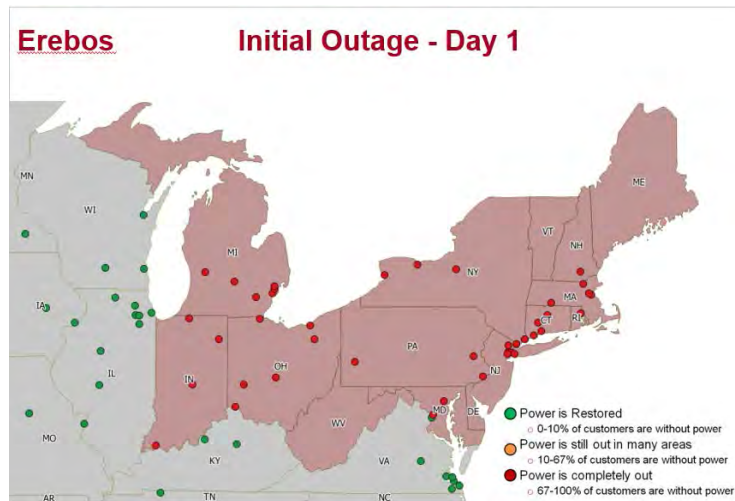 Erebos
Initial Outage - Day 1
MN
WI
MI
ME
VT
NH
NY
MA
CT
RI
IA
PA
NJ
IL
IN
OH
MD
DE
WV
MO
KY
VA
AR
TN
NC
Power is Restored
0-10% of customers are without power
Power is still out in many areas
10-67% of customers are without power
Power is completely out
67-100% of customers are without power